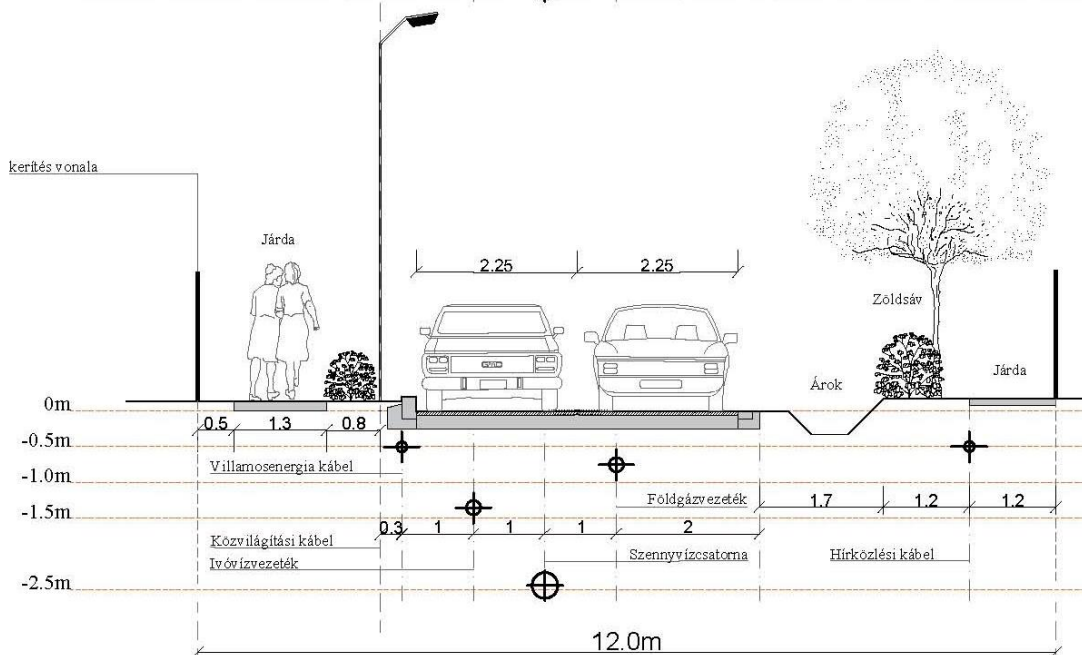 kerítés vonala
Járda
2.25 2.25
Zöldsáv
Árok
Járda
0m
0.5 1.3 0.8
-0.5m
Villamosenergia kábel
-1.0m
Földgázvezeték
1.7 1.2 1.2
-1.5m
0.3 1 1 1 2
Közvilágítási kábel
Ivóvízvezeték
Szennyvízcsatorna
Hírközlési kábel
-2.5m
12.0m